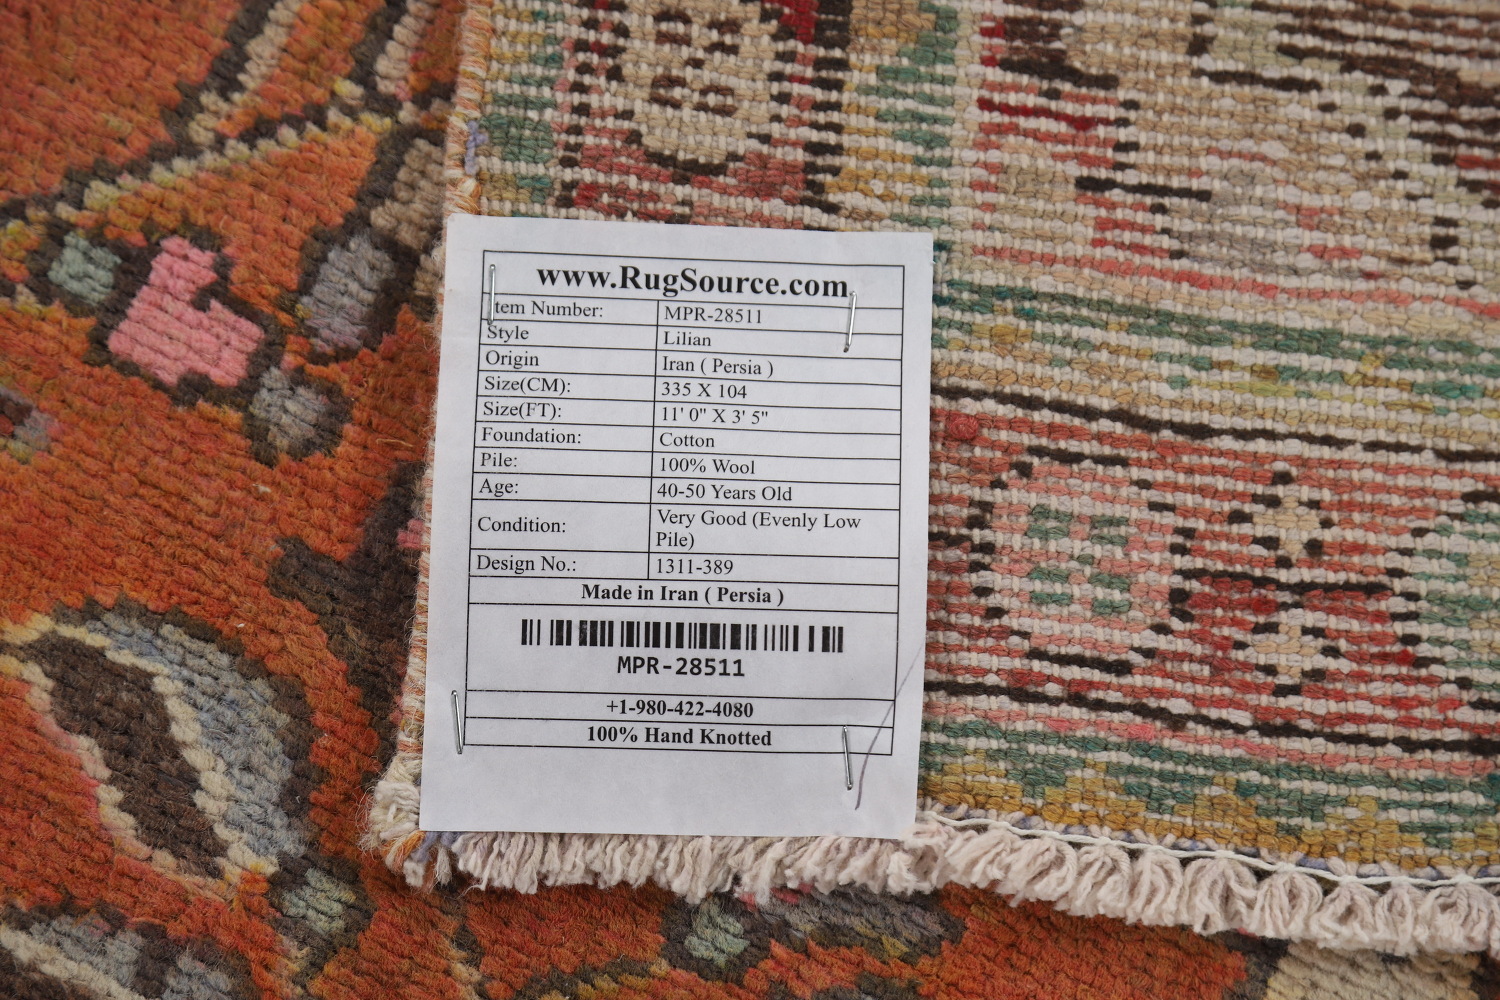 www.RugSource.com
Item Number: MPR-28511
Style Lilian
Origin Iran ( Persia )
Size(CM): 335 X 104
Size(FT): 11' 0" X 3' 5"
Foundation: Cotton
Pile: 100% Wool
Age: 40-50 Years Old
Condition: Very Good (Evenly Low
Pile)
Design No.: 1311-389
Made in Iran ( Persia )
MPR-28511
+1-980-422-4080
100% Hand Knotted